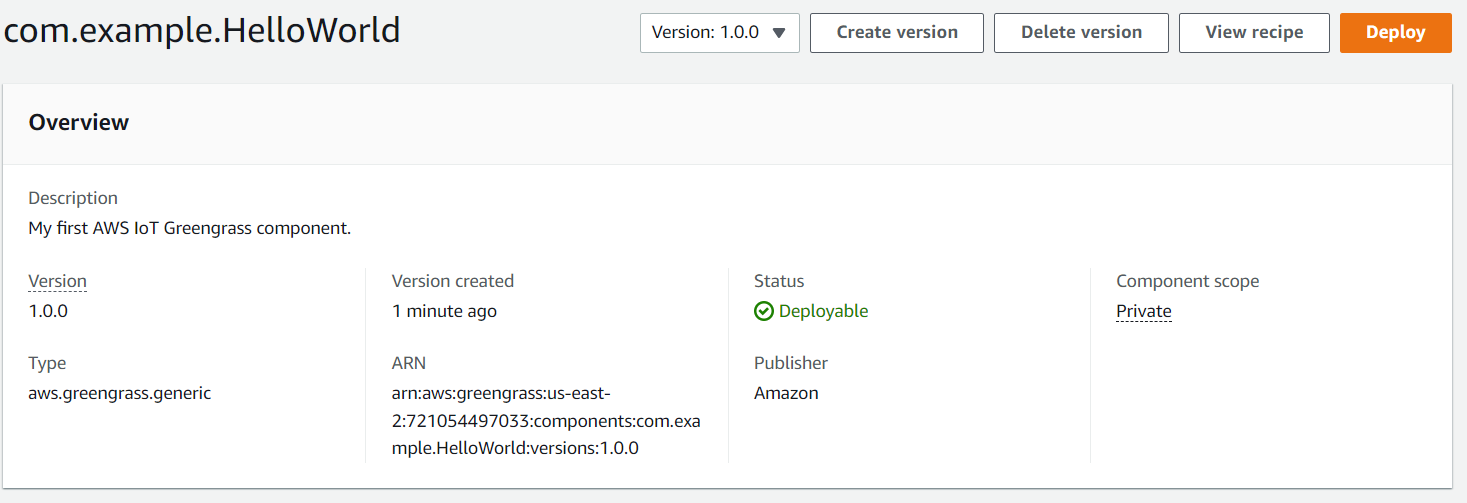 com.example.HelloWorld
Version: 1.0.0
Create version
Delete version
View recipe
Deploy
Overview
Description
My first AWS IoT Greengrass component.
Version
1.0.0
Version created
1 minute ago
Status
Deployable
Component scope
Private
Type
aws.greengrass.generic
ARN
arn:aws:greengrass:us-east-
2:721054497033:components:com.exa
mple.HelloWorld:versions:1.0.0
Publisher
Amazon